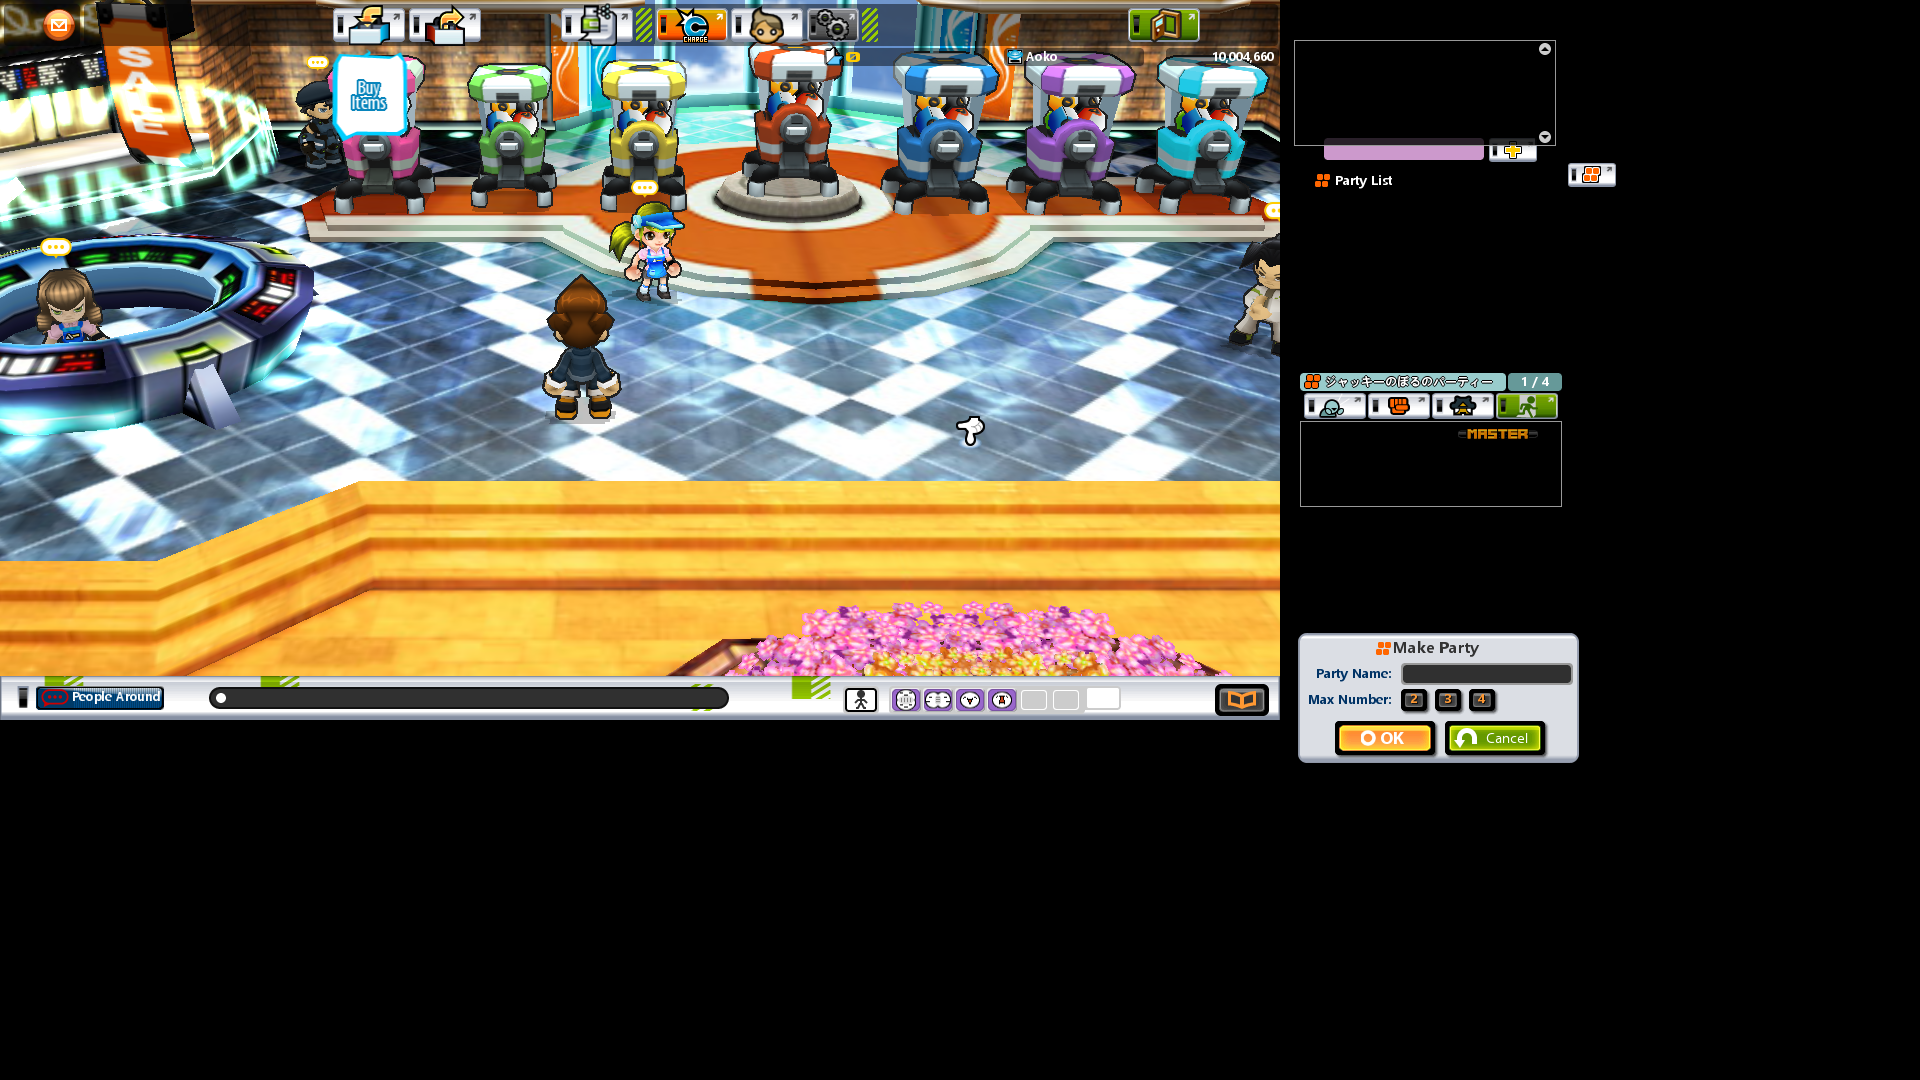 SALE
Buy
Items
CHARGE
Aoko
10,004,660
Party List
ジャッキーのぼるのパーティー
1 / 4
MASTER
People Around
Make Party
Party Name:
Max Number: 2 3 4
OK
Cancel